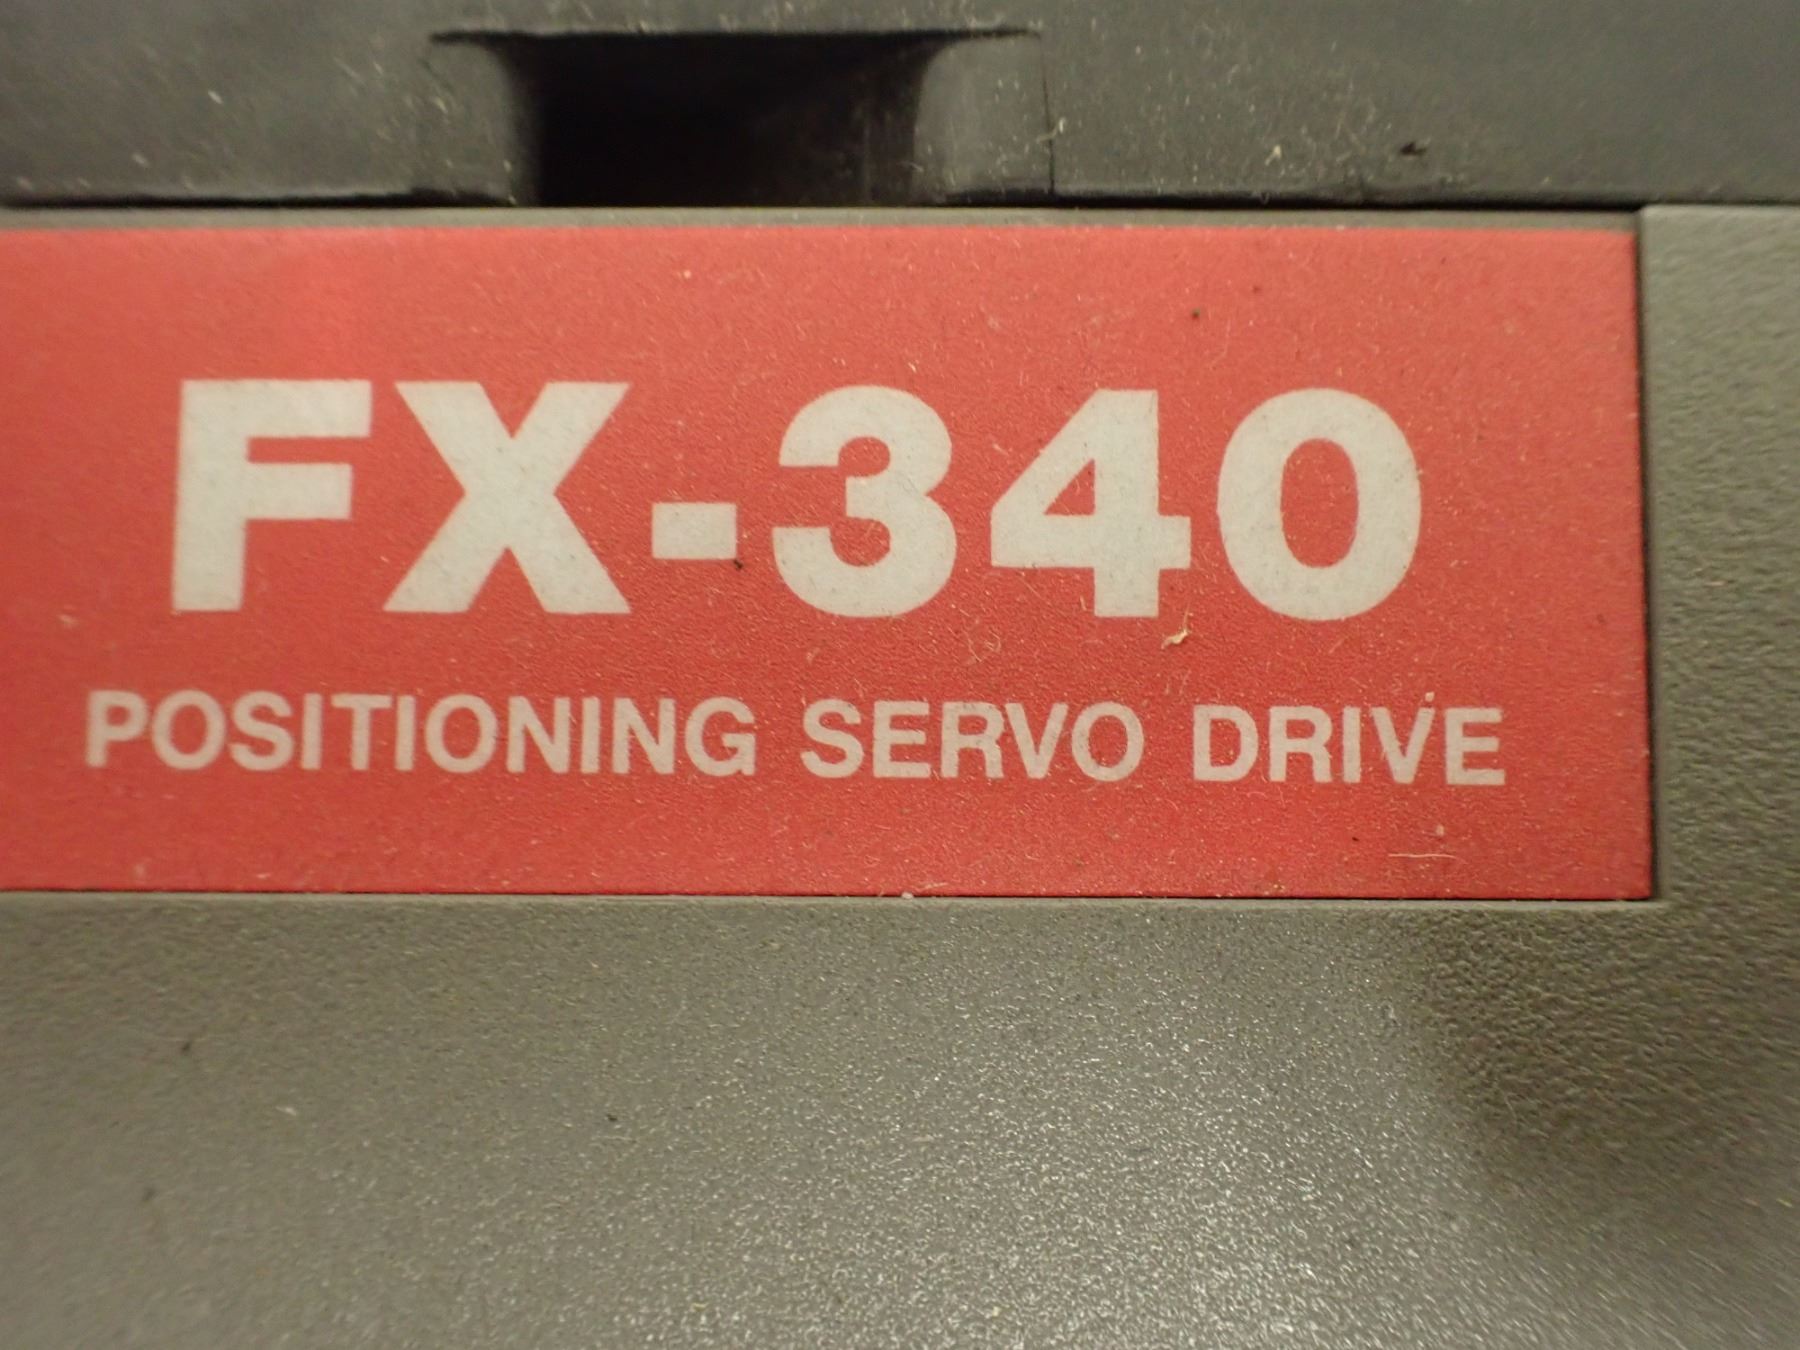 FX-340
POSITIONING SERVO DRIVE